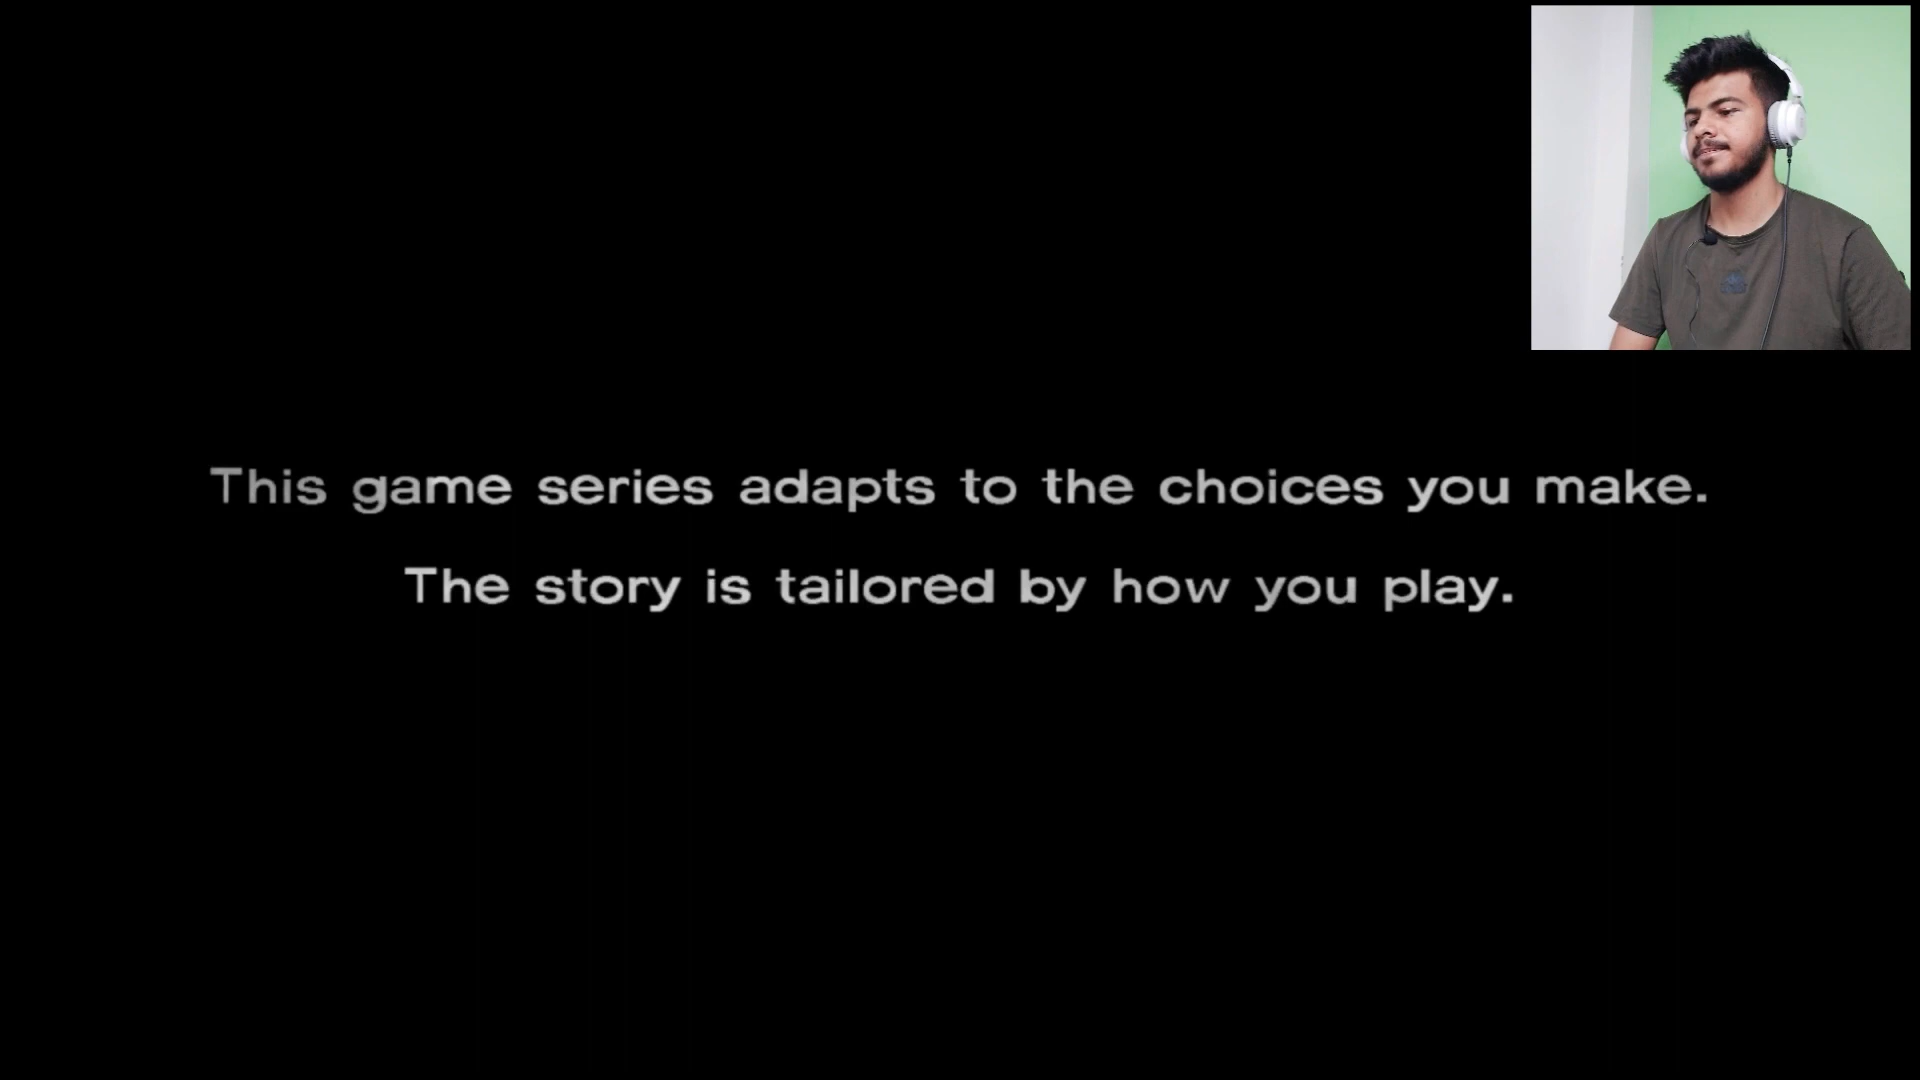 This game series adapts to the choices you make.
The story is tailored by how you play.